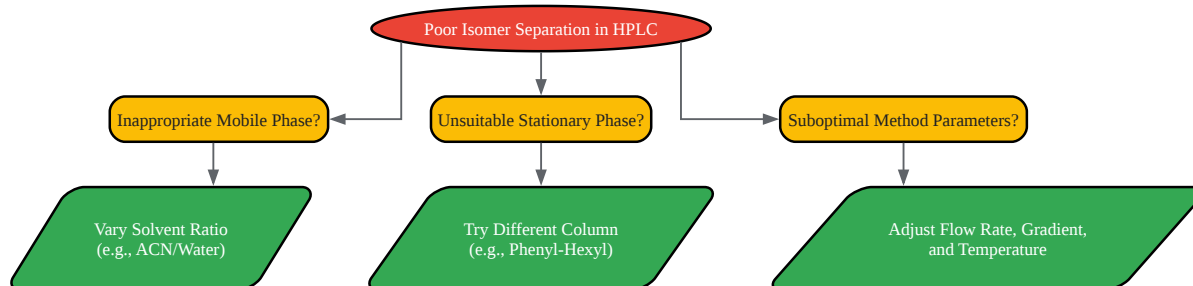 Poor Isomer Separation in HPLC
Inappropriate Mobile Phase?
Unsuitable Stationary Phase?
Suboptimal Method Parameters?
Vary Solvent Ratio
(e.g., ACN/Water)
Try Different Column
(e.g., Phenyl-Hexyl)
Adjust Flow Rate, Gradient,
and Temperature